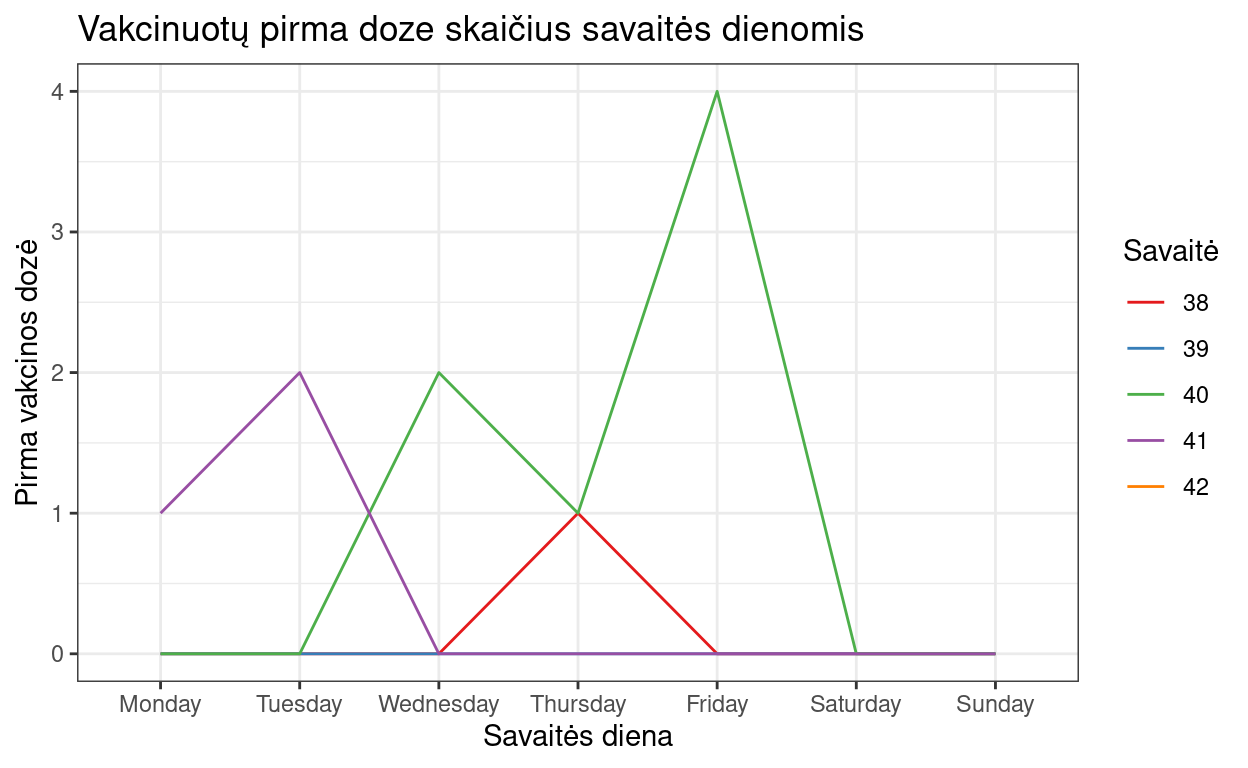 Vakcinuotų pirma doze skaičius savaitės dienomis
Pirma vakcinos dozė
4
3
2
1
0
Monday Tuesday Wednesday Thursday Friday Saturday Sunday
Savaitės diena
Savaitė
38
39
40
41
42